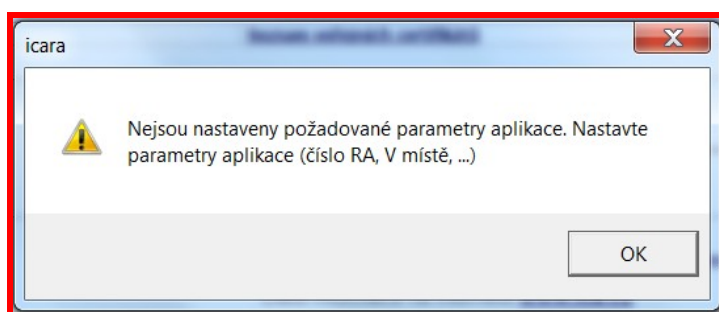 icara
Nejsou nastaveny požadované parametry aplikace. Nastavte
parametry aplikace (číslo RA, V místě, ...)
OK